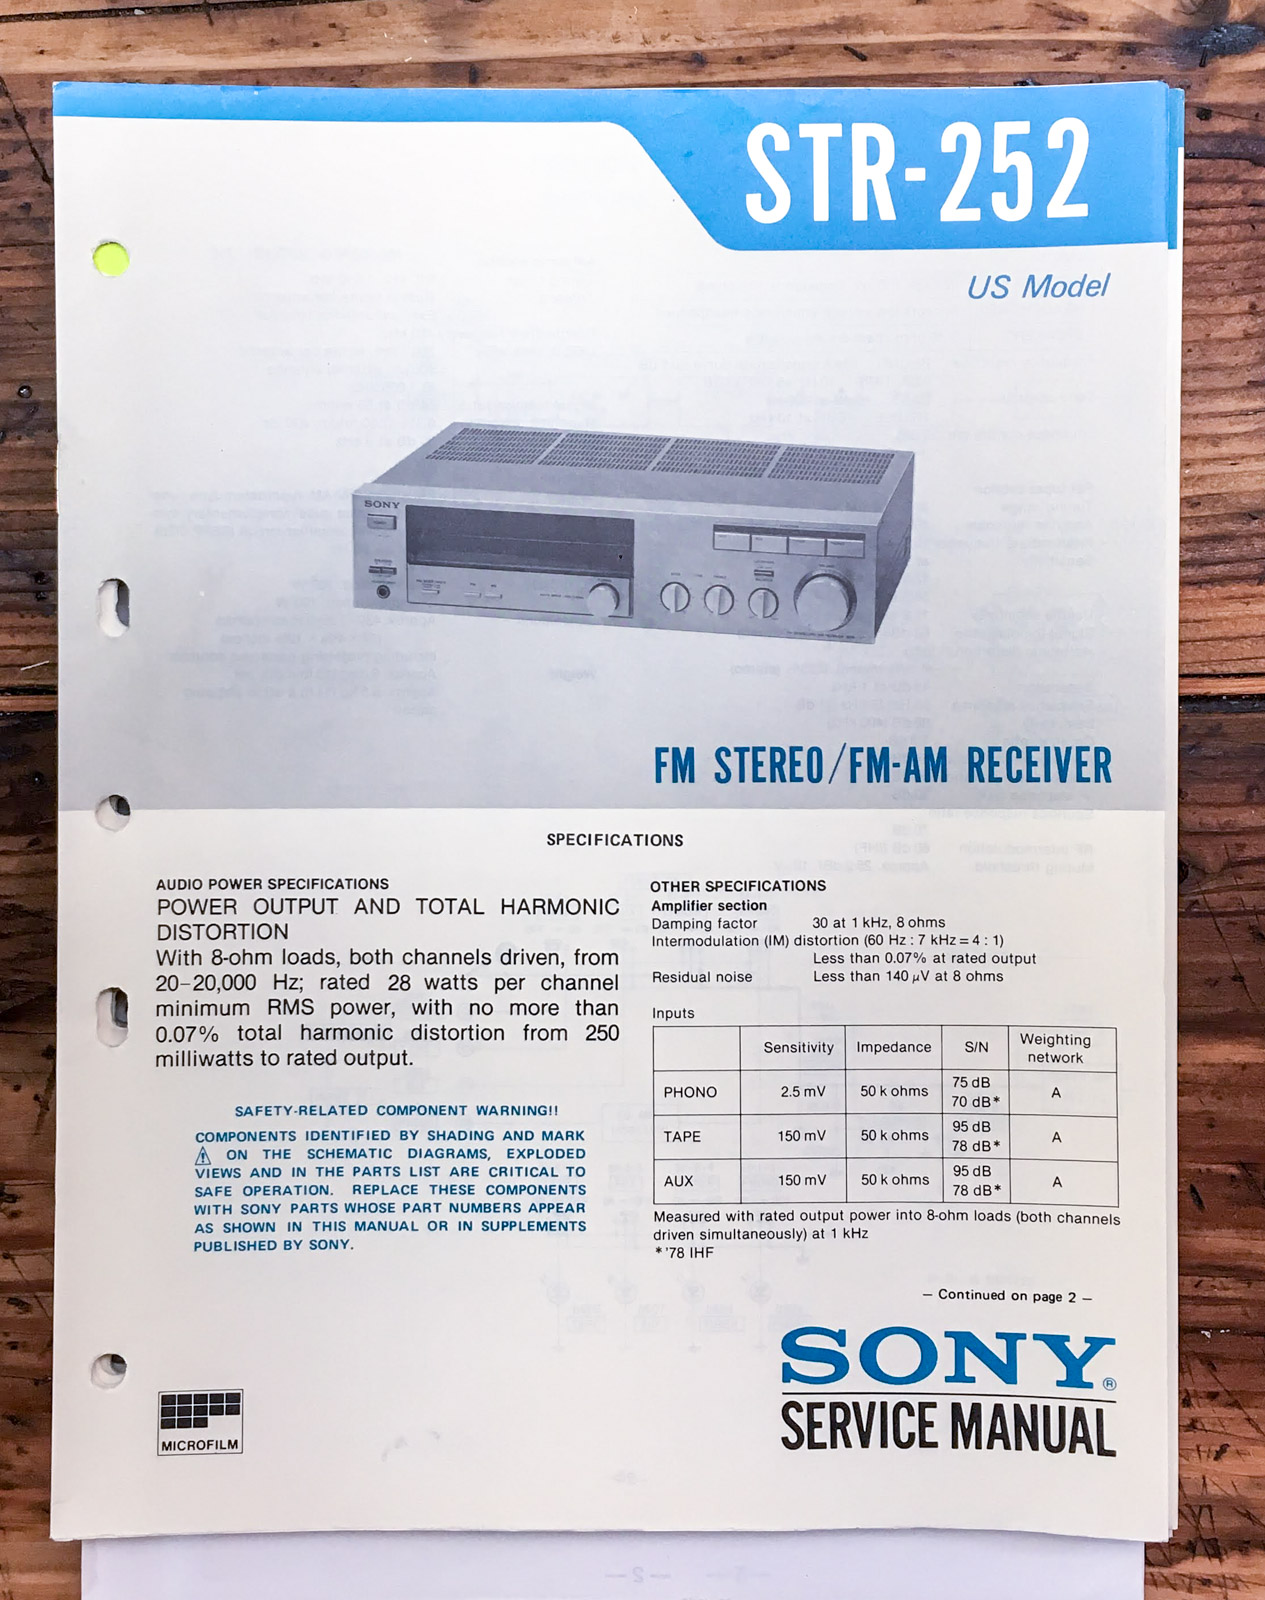 STR-252
US Model
SONY
FM STEREO/FM-AM RECEIVER
SPECIFICATIONS
AUDIO POWER SPECIFICATIONS
POWER OUTPUT AND TOTAL HARMONIC
DISTORTION
With 8-ohm loads, both channels driven, from
20–20,000 Hz; rated 28 watts per channel
minimum RMS power, with no more than
0.07% total harmonic distortion from 250
milliwatts to rated output.
SAFETY-RELATED COMPONENT WARNING!!
COMPONENTS IDENTIFIED BY SHADING AND MARK
⚠ ON THE SCHEMATIC DIAGRAMS, EXPLODED
VIEWS AND IN THE PARTS LIST ARE CRITICAL TO
SAFE OPERATION. REPLACE THESE COMPONENTS
WITH SONY PARTS WHOSE PART NUMBERS APPEAR
AS SHOWN IN THIS MANUAL OR IN SUPPLEMENTS
PUBLISHED BY SONY.
OTHER SPECIFICATIONS
Amplifier section
Damping factor 30 at 1 kHz, 8 ohms
Intermodulation (IM) distortion (60 Hz : 7 kHz = 4 : 1)
Less than 0.07% at rated output
Residual noise Less than 140 μV at 8 ohms
Inputs
Sensitivity Impedance S/N Weighting network
PHONO 2.5 mV 50 k ohms 75 dB 70 dB* A
TAPE 150 mV 50 k ohms 95 dB 78 dB* A
AUX 150 mV 50 k ohms 95 dB 78 dB* A
Measured with rated output power into 8-ohm loads (both channels
driven simultaneously) at 1 kHz
*'78 IHF
– Continued on page 2 –
SONY®
SERVICE MANUAL
MICROFILM